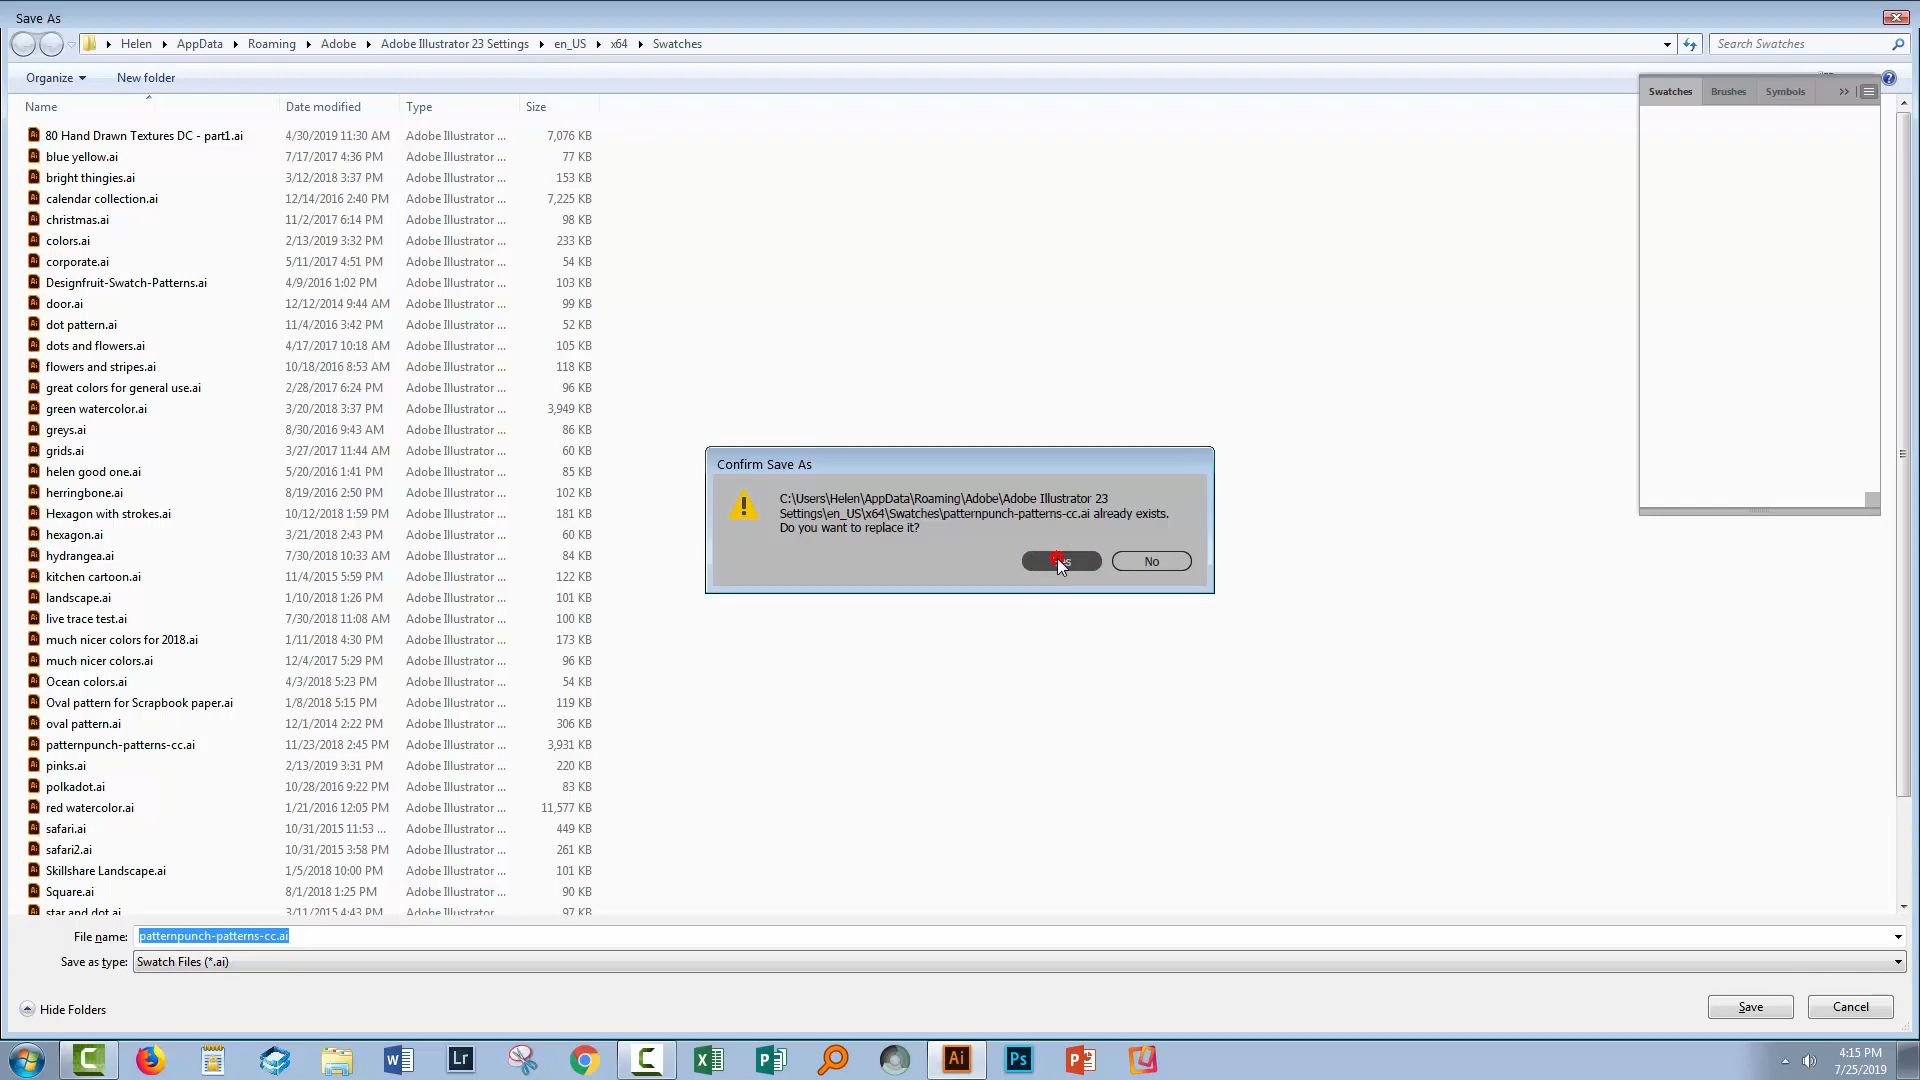 Save As
Helen AppData Roaming Adobe Adobe Illustrator 23 Settings en_US x64 Swatches
Search Swatches
Organize New folder
Swatches Brushes Symbols
Name Date modified Type Size
80 Hand Drawn Textures DC - part1.ai 4/30/2019 11:30 AM Adobe Illustrator ... 7,076 KB
blue yellow.ai 7/17/2017 4:36 PM Adobe Illustrator ... 77 KB
bright thingies.ai 3/12/2018 3:37 PM Adobe Illustrator ... 153 KB
calendar collection.ai 12/14/2016 2:40 PM Adobe Illustrator ... 7,225 KB
christmas.ai 11/2/2017 6:14 PM Adobe Illustrator ... 98 KB
colors.ai 2/13/2019 3:32 PM Adobe Illustrator ... 233 KB
corporate.ai 5/11/2017 4:51 PM Adobe Illustrator ... 54 KB
Designfruit-Swatch-Patterns.ai 4/9/2016 1:02 PM Adobe Illustrator ... 103 KB
door.ai 12/12/2014 9:44 AM Adobe Illustrator ... 99 KB
dot pattern.ai 11/4/2016 3:42 PM Adobe Illustrator ... 52 KB
dots and flowers.ai 4/17/2017 10:18 AM Adobe Illustrator ... 105 KB
flowers and stripes.ai 10/18/2016 8:53 AM Adobe Illustrator ... 118 KB
great colors for general use.ai 2/28/2017 6:24 PM Adobe Illustrator ... 96 KB
green watercolor.ai 3/20/2018 3:37 PM Adobe Illustrator ... 3,949 KB
greys.ai 8/30/2016 9:43 AM Adobe Illustrator ... 86 KB
grids.ai 3/27/2017 11:44 AM Adobe Illustrator ... 60 KB
helen good one.ai 5/20/2016 1:41 PM Adobe Illustrator ... 85 KB
herringbone.ai 8/19/2016 2:50 PM Adobe Illustrator ... 102 KB
Hexagon with strokes.ai 10/12/2018 1:59 PM Adobe Illustrator ... 181 KB
hexagon.ai 3/21/2018 2:43 PM Adobe Illustrator ... 60 KB
hydrangea.ai 7/30/2018 10:33 AM Adobe Illustrator ... 84 KB
kitchen cartoon.ai 11/4/2015 5:59 PM Adobe Illustrator ... 122 KB
landscape.ai 1/10/2018 1:26 PM Adobe Illustrator ... 101 KB
live trace test.ai 7/30/2018 11:08 AM Adobe Illustrator ... 100 KB
much nicer colors for 2018.ai 1/11/2018 4:30 PM Adobe Illustrator ... 173 KB
much nicer colors.ai 12/4/2017 5:29 PM Adobe Illustrator ... 96 KB
Ocean colors.ai 4/3/2018 5:23 PM Adobe Illustrator ... 54 KB
Oval pattern for Scrapbook paper.ai 1/8/2018 5:15 PM Adobe Illustrator ... 119 KB
oval pattern.ai 12/1/2014 2:22 PM Adobe Illustrator ... 306 KB
patternpunch-patterns-cc.ai 11/23/2018 2:45 PM Adobe Illustrator ... 3,931 KB
pinks.ai 2/13/2019 3:31 PM Adobe Illustrator ... 220 KB
polkadot.ai 10/28/2016 9:22 PM Adobe Illustrator ... 83 KB
red watercolor.ai 1/21/2016 12:05 PM Adobe Illustrator ... 11,577 KB
safari.ai 10/31/2015 11:53 ... Adobe Illustrator ... 449 KB
safari2.ai 10/31/2015 3:58 PM Adobe Illustrator ... 261 KB
Skillshare Landscape.ai 1/5/2018 10:00 PM Adobe Illustrator ... 101 KB
Square.ai 8/1/2018 1:25 PM Adobe Illustrator ... 90 KB
star and dot.ai 3/11/2015 4:43 PM Adobe Illustrator ... 97 KB
Confirm Save As
C:\Users\Helen\AppData\Roaming\Adobe\Adobe Illustrator 23
Settings\en_US\x64\Swatches\patternpunch-patterns-cc.ai already exists.
Do you want to replace it?
No
File name: patternpunch-patterns-cc.ai
Save as type: Swatch Files (*.ai)
Hide Folders Save Cancel
Lr Ai Ps
4:15 PM
7/25/2019